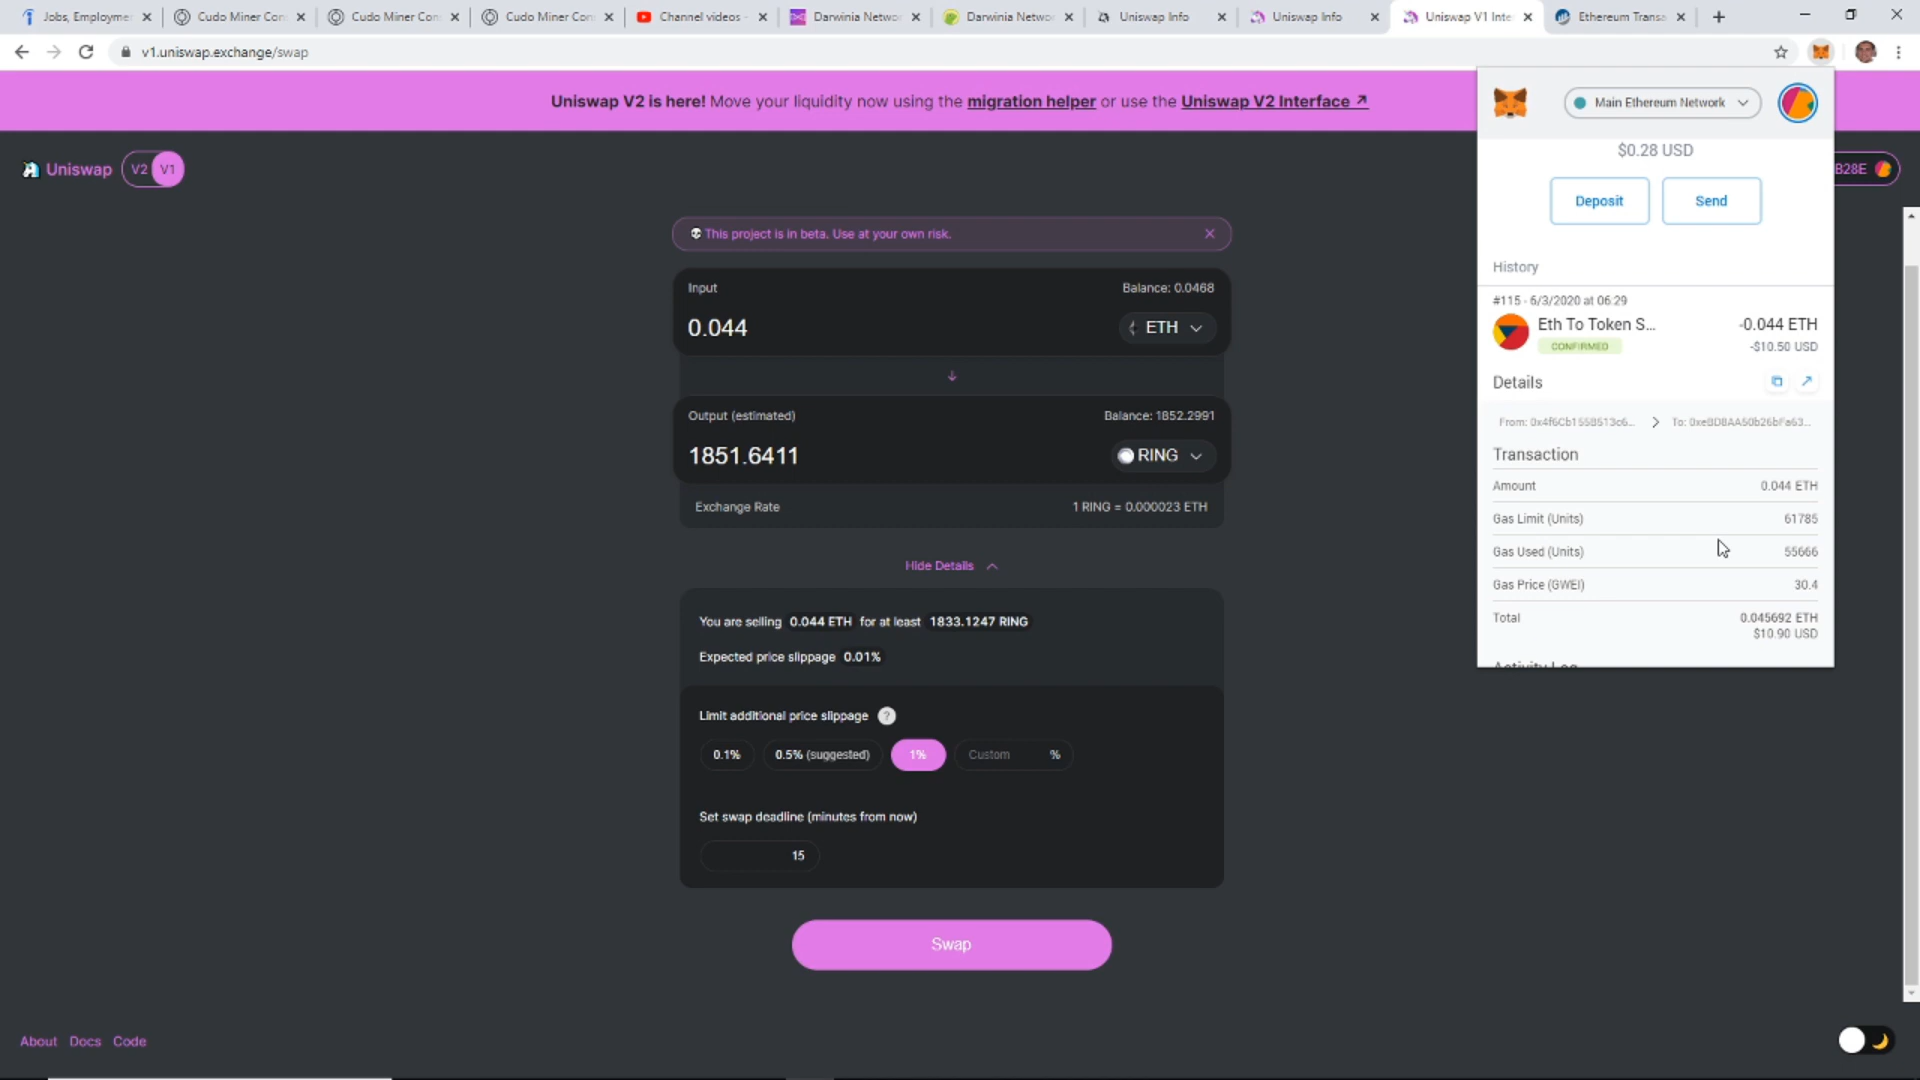 Jobs, Employme
Cudo Miner Con
Cudo Miner Con
Cudo Miner Con
Channel videos -
Darwinia Netwo
Darwinia Netwo
Uniswap Info
Uniswap Info
Uniswap V1 Inte
Ethereum Transa
v1.uniswap.exchange/swap
Uniswap V2 is here! Move your liquidity now using the migration helper or use the Uniswap V2 Interface ↗
Uniswap V2 V1
B28E
This project is in beta. Use at your own risk.
Input Balance: 0.0468
0.044 ETH
Output (estimated) Balance: 1852.2991
1851.6411 RING
Exchange Rate 1 RING = 0.000023 ETH
Hide Details
You are selling 0.044 ETH for at least 1833.1247 RING
Expected price slippage 0.01%
Limit additional price slippage ?
0.1% 0.5% (suggested) 1% Custom %
Set swap deadline (minutes from now)
15
Swap
About Docs Code
Main Ethereum Network
$0.28 USD
Deposit Send
History
#115 - 6/3/2020 at 06:29
Eth To Token S... -0.044 ETH
CONFIRMED -$10.50 USD
Details
From: 0x4f6Cb1558513c6... > To: 0xeBD8AA50b26bFa63...
Transaction
Amount 0.044 ETH
Gas Limit (Units) 61785
Gas Used (Units) 55666
Gas Price (GWEI) 30.4
Total 0.045692 ETH
$10.90 USD
Activity Log